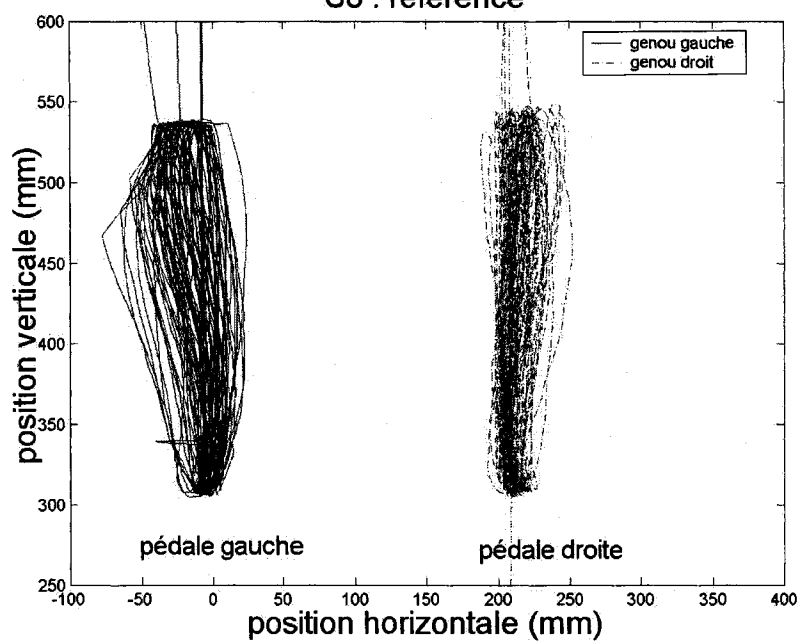 : référence
genou gauche
genou droit
600
550
500
450
400
350
300
250
position verticale (mm)
pédale gauche
pédale droite
-100 -50 0 50 100 150 200 250 300 350 400
position horizontale (mm)